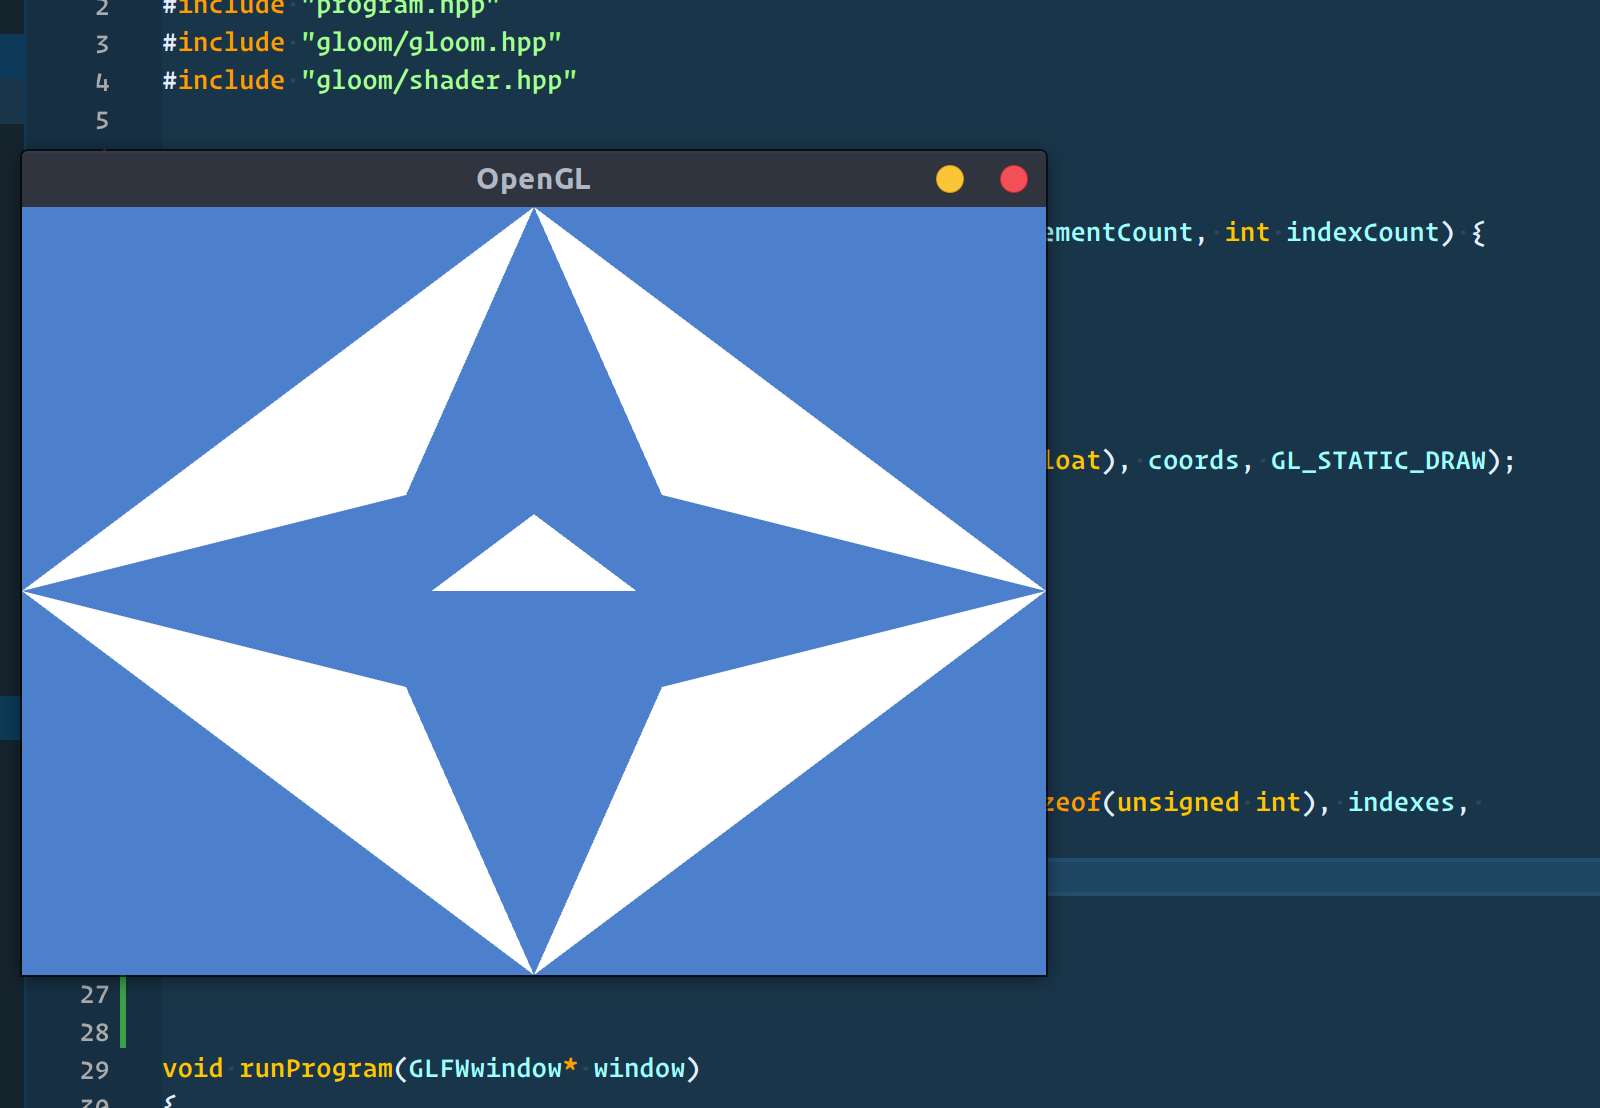 2 #include "program.hpp"
3 #include "gloom/gloom.hpp"
4 #include "gloom/shader.hpp"
5
OpenGL
ementCount, int indexCount) {
loat), coords, GL_STATIC_DRAW);
zeof(unsigned int), indexes,
27
28
29 void runProgram(GLFWwindow* window)
30 {